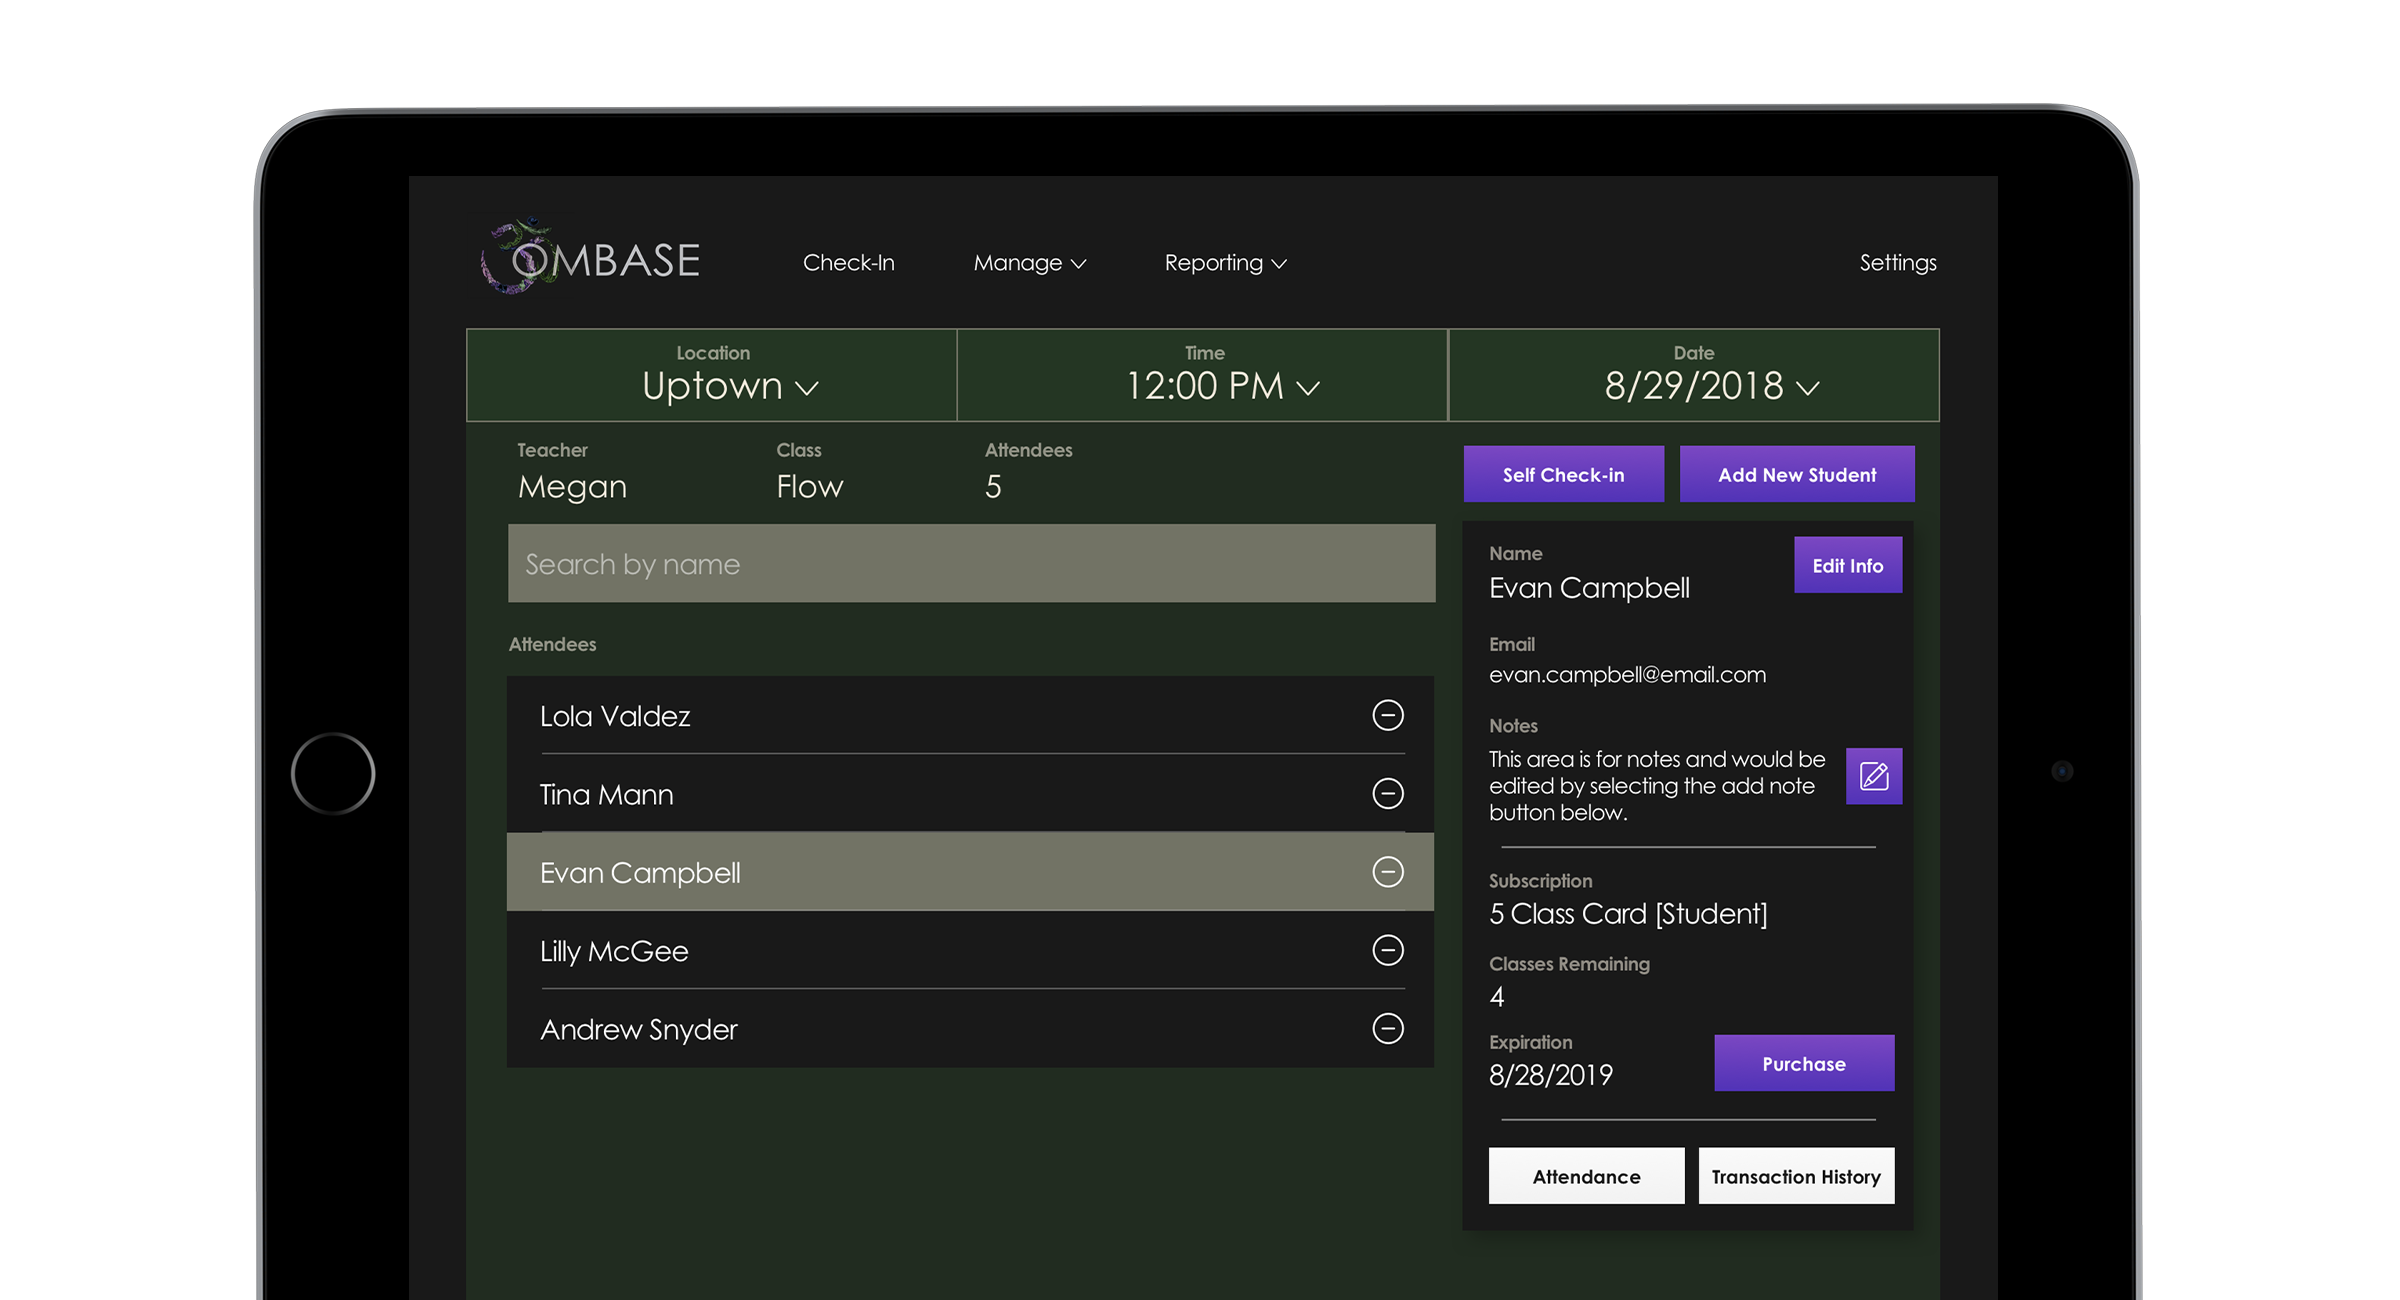 OMBASE
Check-In
Manage
Reporting
Settings
Location
Uptown
Time
12:00 PM
Date
8/29/2018
Teacher
Megan
Class
Flow
Attendees
5
Self Check-in
Add New Student
Search by name
Attendees
Lola Valdez
Tina Mann
Evan Campbell
Lilly McGee
Andrew Snyder
Name
Evan Campbell
Edit Info
Email
evan.campbell@email.com
Notes
This area is for notes and would be
edited by selecting the add note
button below.
Subscription
5 Class Card [Student]
Classes Remaining
4
Expiration
8/28/2019
Purchase
Attendance
Transaction History